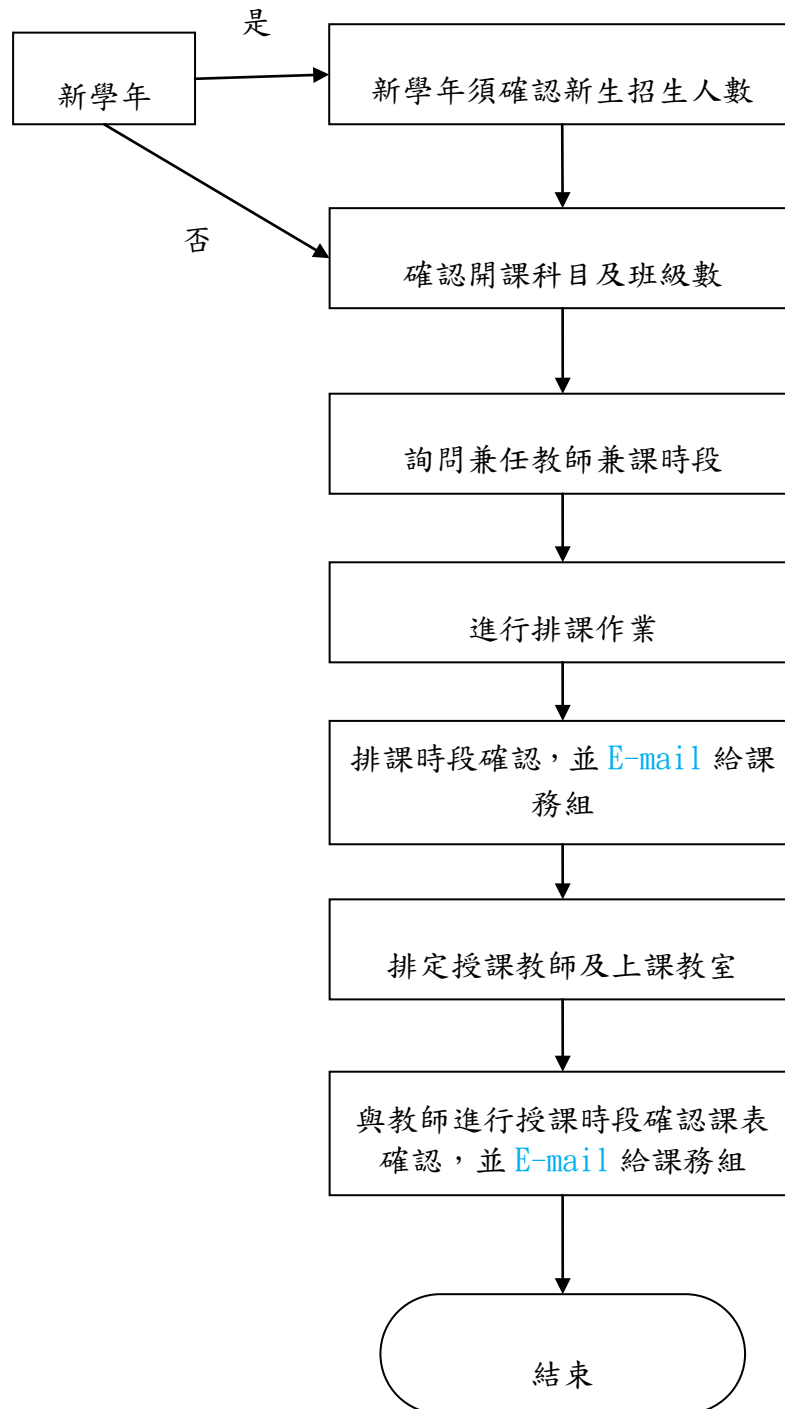 是
新學年
新學年須確認新生招生人數
否
確認開課科目及班級數
詢問兼任教師兼課時段
進行排課作業
排課時段確認，並 E-mail 給課
務組
排定授課教師及上課教室
與教師進行授課時段確認課表
確認，並 E-mail 給課務組
結束